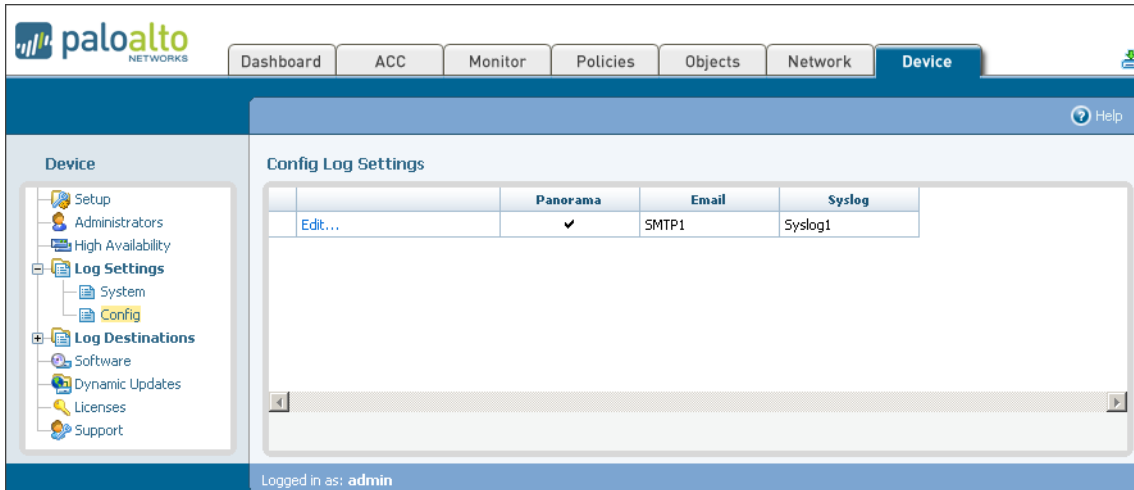 paloalto
NETWORKS
Dashboard ACC Monitor Policies Objects Network Device
Help
Device
Setup
Administrators
High Availability
Log Settings
System
Config
Log Destinations
Software
Dynamic Updates
Licenses
Support
Config Log Settings
Panorama Email Syslog
Edit... SMTP1 Syslog1
Logged in as: admin